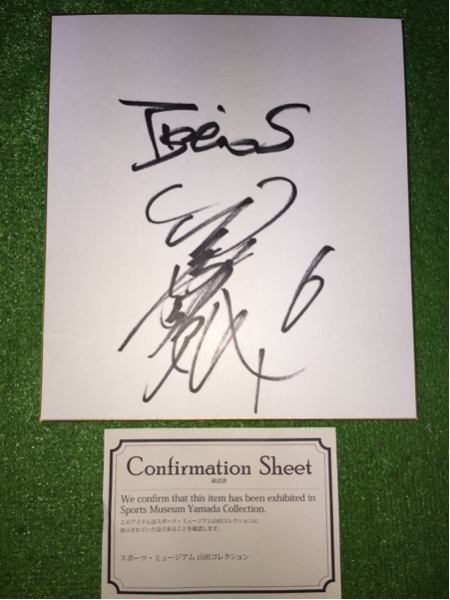 6
Confirmation Sheet
確認書
We confirm that this item has been exhibited in
Sports Museum Yamada Collection.
このアイテムはスポーツ・ミュージアム山田コレクションに
展示されていた品であることを確認します。
スポーツ・ミュージアム 山田コレクション